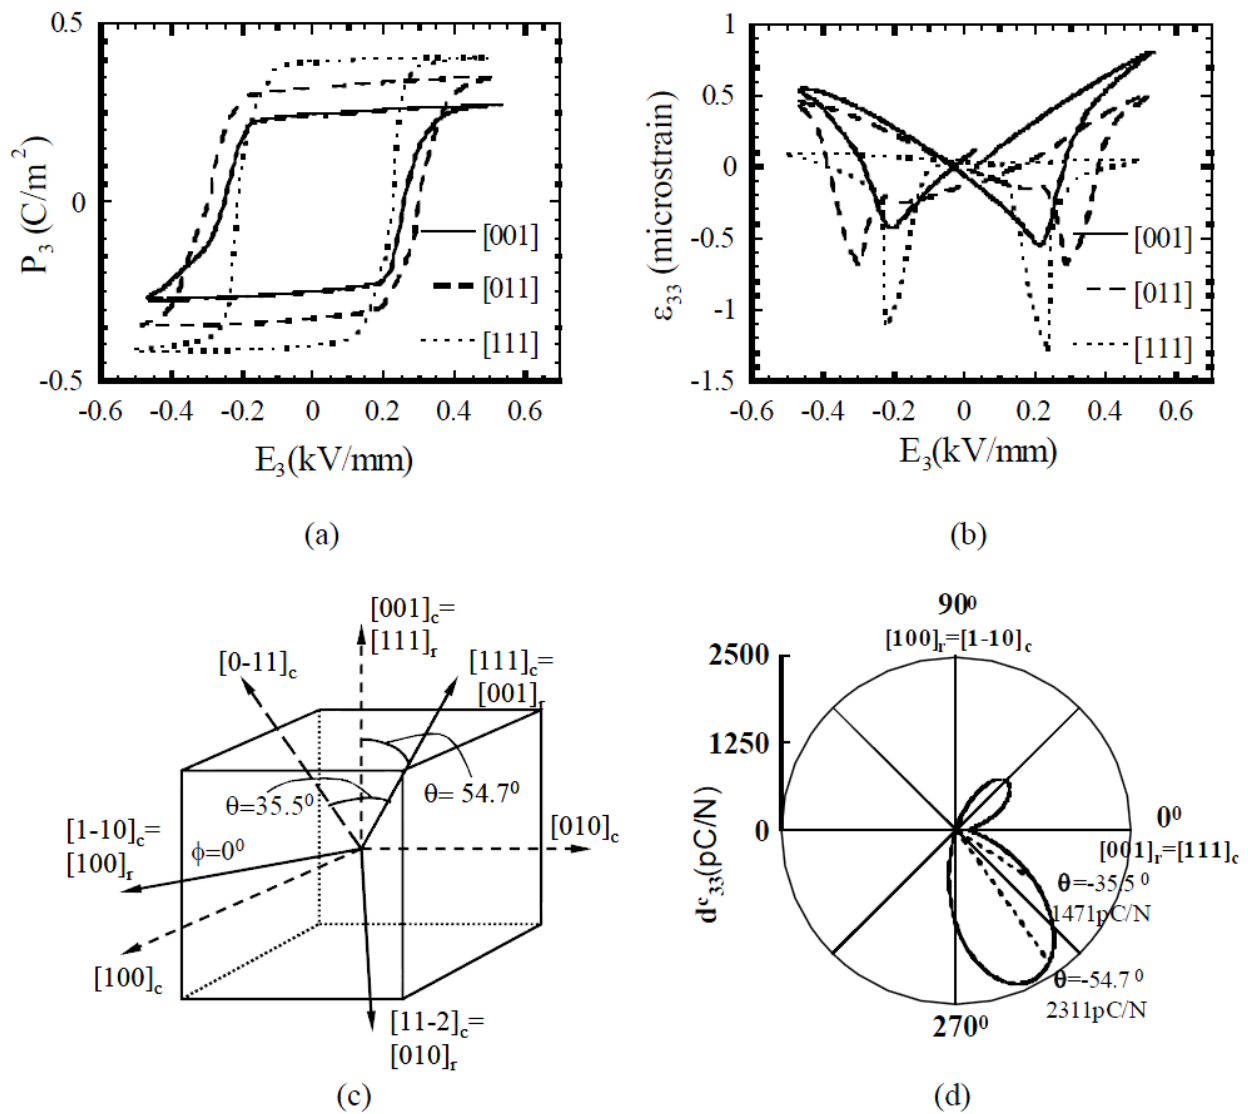 0.5
0
-0.5
P3 (C/m2)
[001]
[011]
[111]
-0.6 -0.4 -0.2 0 0.2 0.4 0.6
E3(kV/mm)
(a)
1
0.5
0
-0.5
-1
-1.5
ε33 (microstrain)
[001]
[011]
[111]
-0.6 -0.4 -0.2 0 0.2 0.4 0.6
E3(kV/mm)
(b)
[001]c=
[111]r
[0-11]c
[111]c=
[001]r
θ=35.50
θ= 54.70
[1-10]c=
[100]r
ϕ=00
[010]c
[100]c
[11-2]c=
[010]r
(c)
900
[100]r=[1-10]c
2500
1250
0
dc33(pC/N)
00
[001]r=[111]c
θ=-35.5 0
1471pC/N
θ=-54.7 0
2311pC/N
2700
(d)